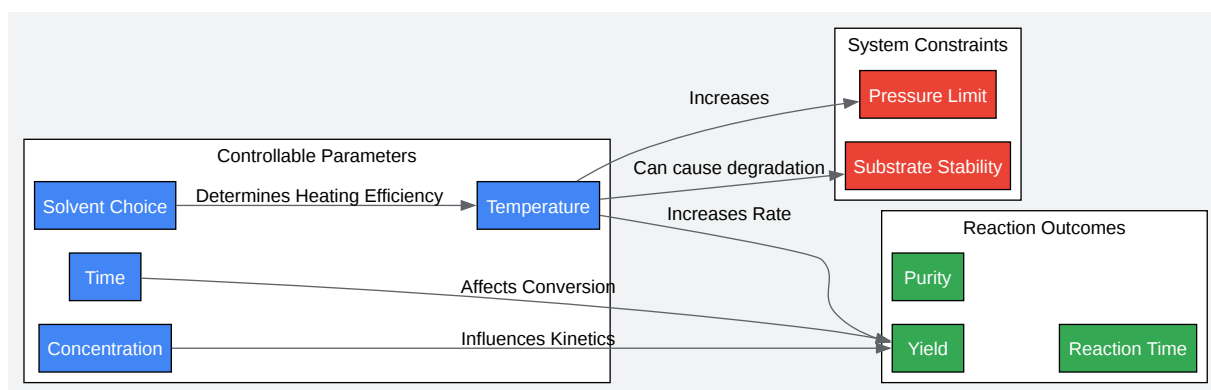 System Constraints
Pressure Limit
Increases
Controllable Parameters
Can cause degradation
Substrate Stability
Solvent Choice
Determines Heating Efficiency
Temperature
Increases Rate
Reaction Outcomes
Time
Affects Conversion
Purity
Concentration
Influences Kinetics
Yield
Reaction Time